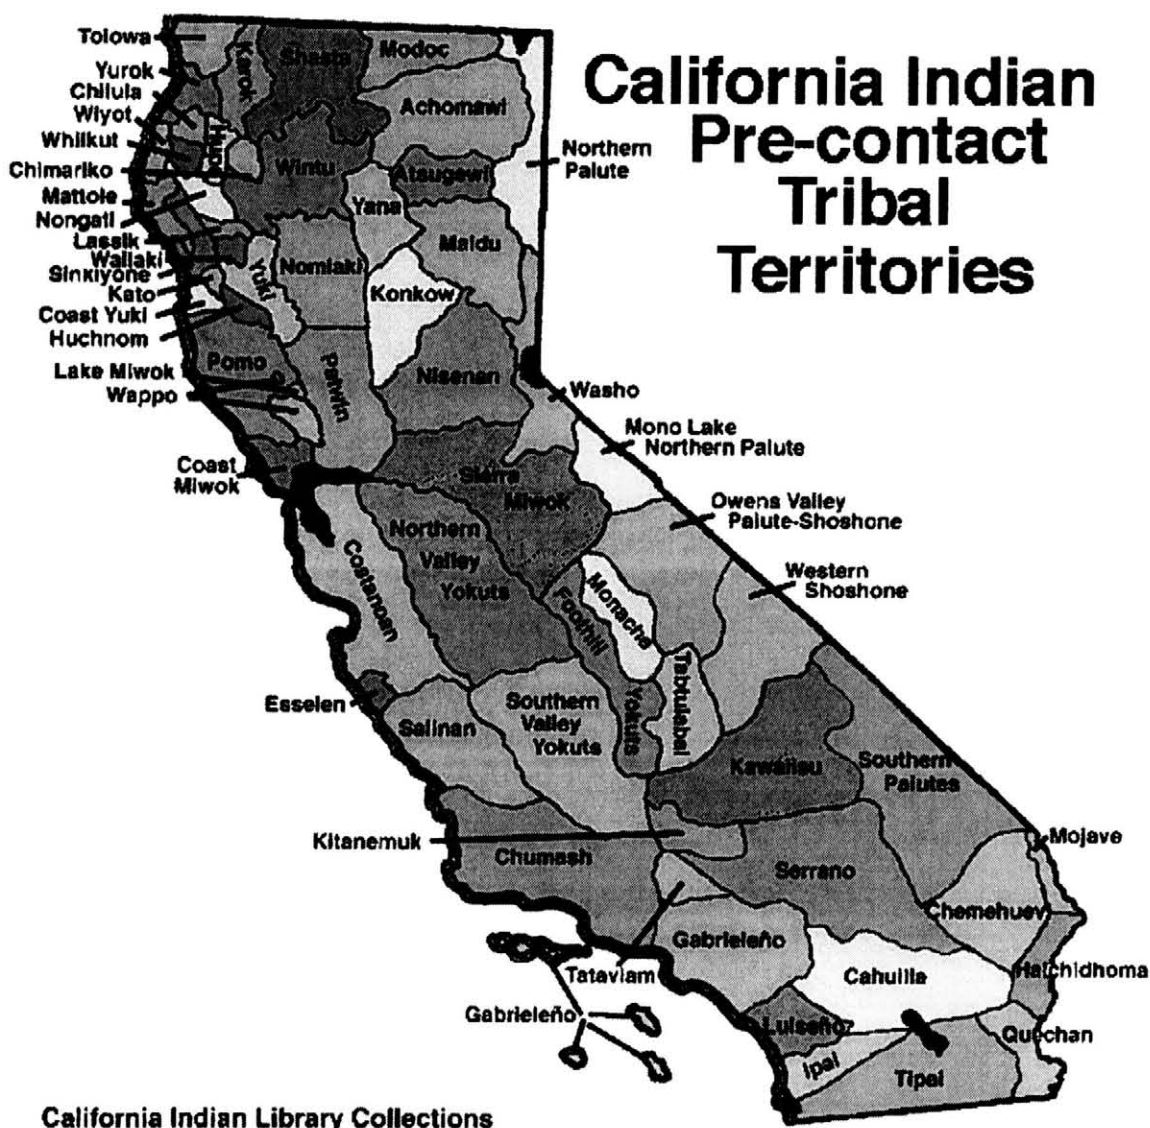 California Indian
Pre-contact
Tribal
Territories
Tolowa
Yurok
Chilula
Wiyot
Whilkut
Chimariko
Mattole
Nongatl
Lassik
Wailaki
Sinkiyone
Kato
Coast Yuki
Huchnom
Lake Miwok
Wappo
Coast
Miwok
Karok
Hupa
Shasta
Modoc
Achomawi
Northern
Paiute
Wintu
Atsugewi
Yana
Maidu
Yuki
Nomlaki
Konkow
Pomo
Patwin
Nisenan
Washo
Mono Lake
Northern Paiute
Sierra
Miwok
Owens Valley
Paiute-Shoshone
Northern
Valley
Yokuts
Costanoan
Foothill
Yokuts
Monache
Western
Shoshone
Tabtulabal
Esselen
Salinan
Southern
Valley
Yokuts
Kawaiisu
Southern
Paiutes
Kitanemuk
Chumash
Serrano
Mojave
Chemehuev
Gabrieleño
Tataviam
Cahuilla
Halchidhoma
Gabrieleño
Luiseño
Quechan
Ipai
Tipai
California Indian Library Collections